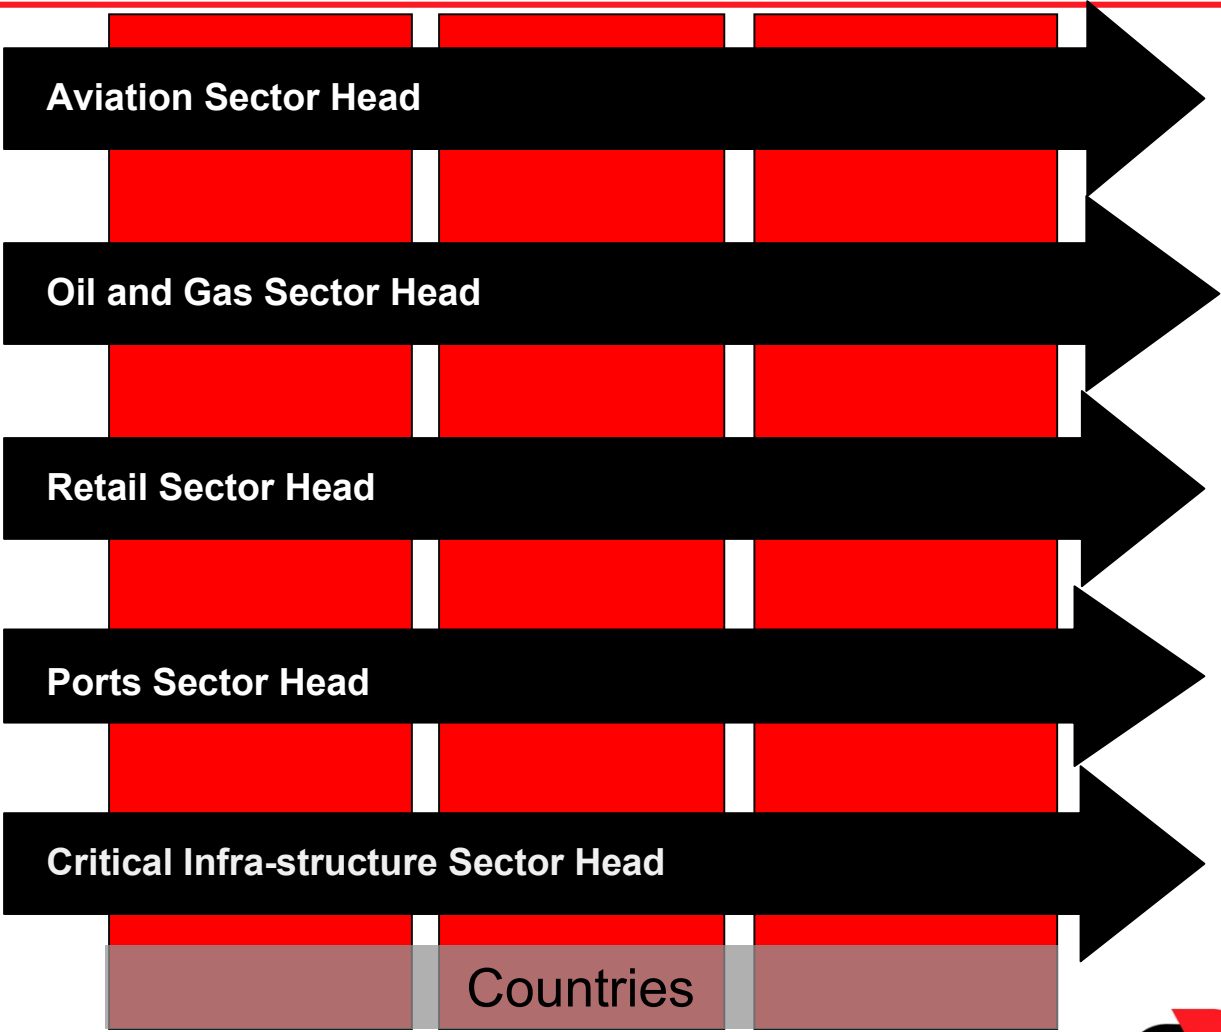 Aviation Sector Head
Oil and Gas Sector Head
Retail Sector Head
Ports Sector Head
Critical Infra-structure Sector Head
Countries